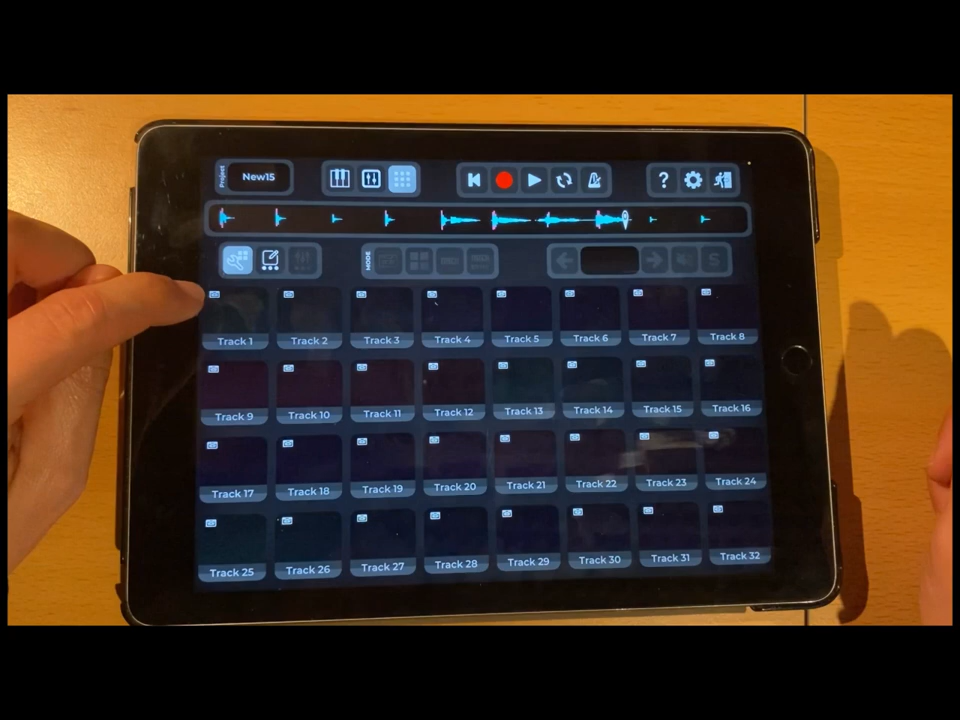 Project
New15
?
MODE
S
Track 1
Track 2
Track 3
Track 4
Track 5
Track 6
Track 7
Track 8
Track 9
Track 10
Track 11
Track 12
Track 13
Track 14
Track 15
Track 16
Track 17
Track 18
Track 19
Track 20
Track 21
Track 22
Track 23
Track 24
Track 25
Track 26
Track 27
Track 28
Track 29
Track 30
Track 31
Track 32